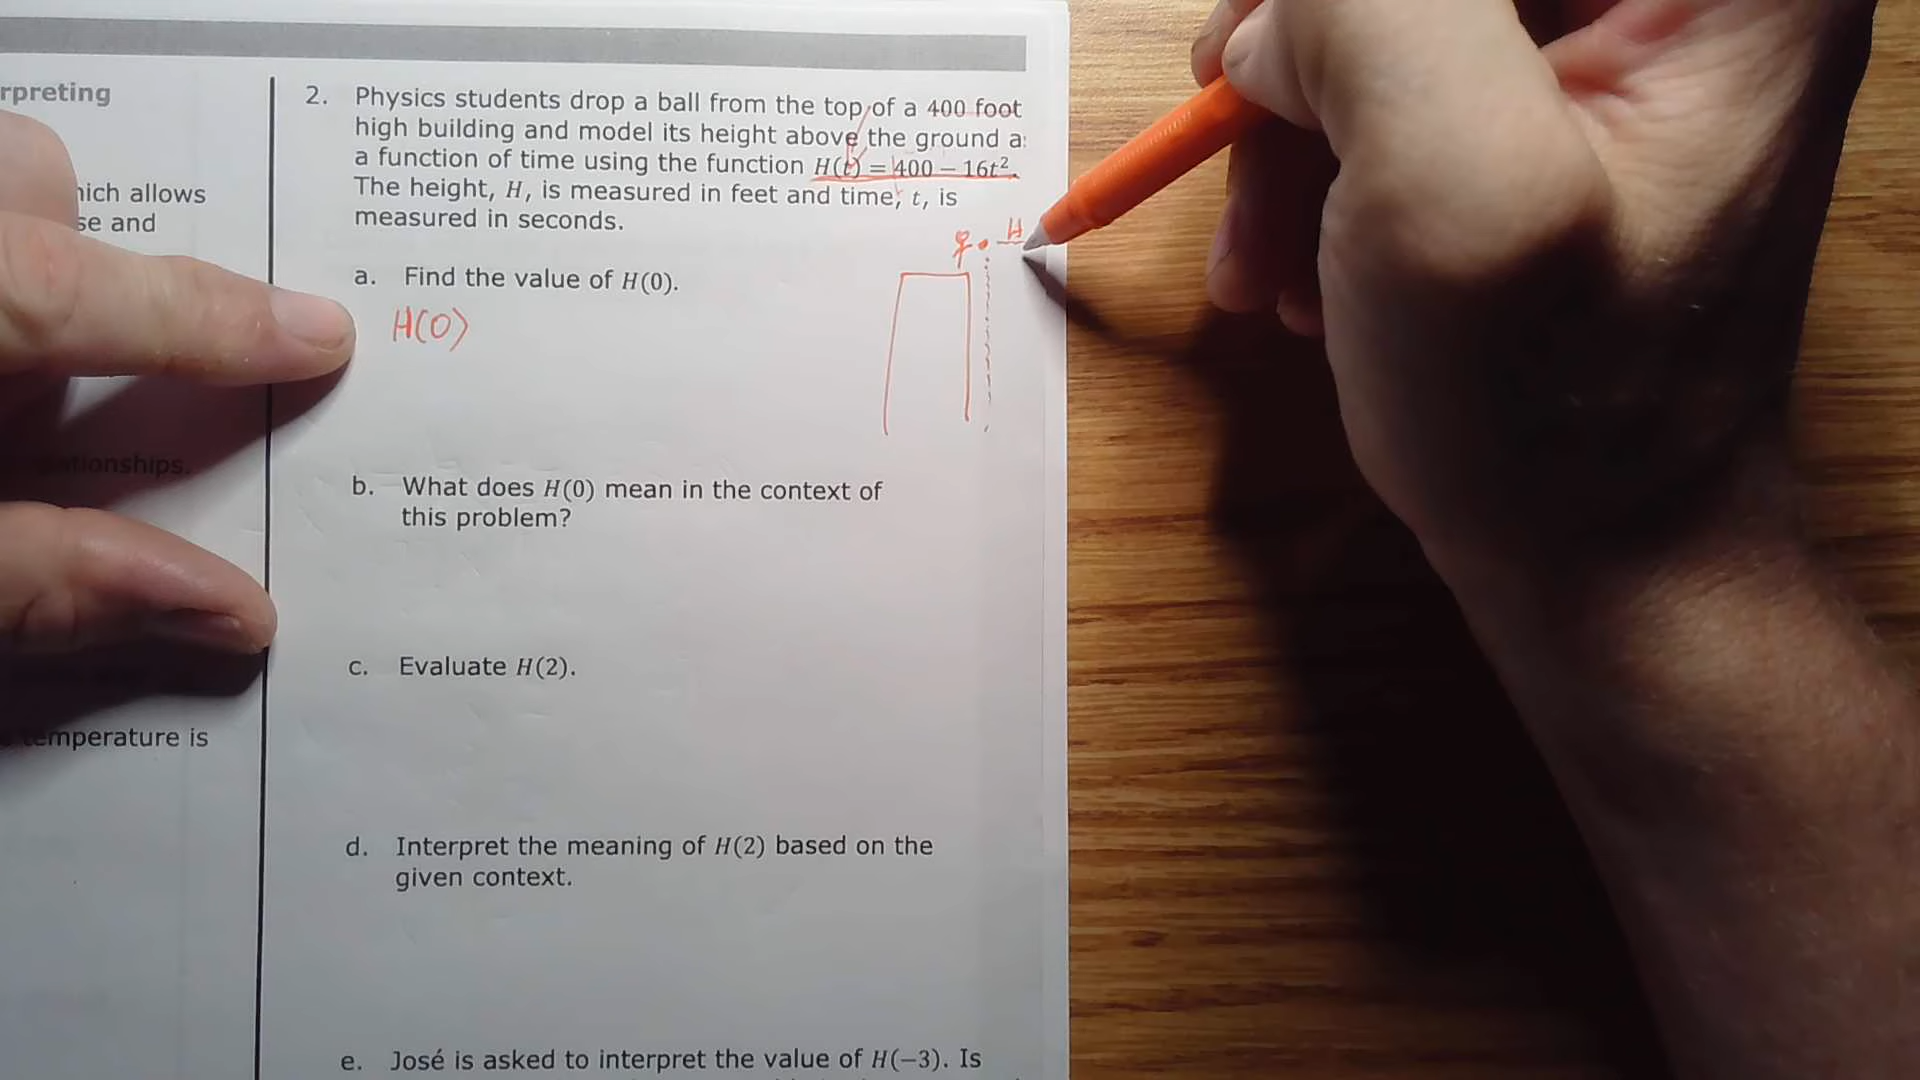 rpreting
hich allows
se and
ationships.
temperature is
2. Physics students drop a ball from the top of a 400 foot
high building and model its height above the ground a
a function of time using the function H(t) = 400 − 16t².
The height, H, is measured in feet and time, t, is
measured in seconds.
H
a. Find the value of H(0).
H(0)
b. What does H(0) mean in the context of
this problem?
c. Evaluate H(2).
d. Interpret the meaning of H(2) based on the
given context.
e. José is asked to interpret the value of H(−3). Is